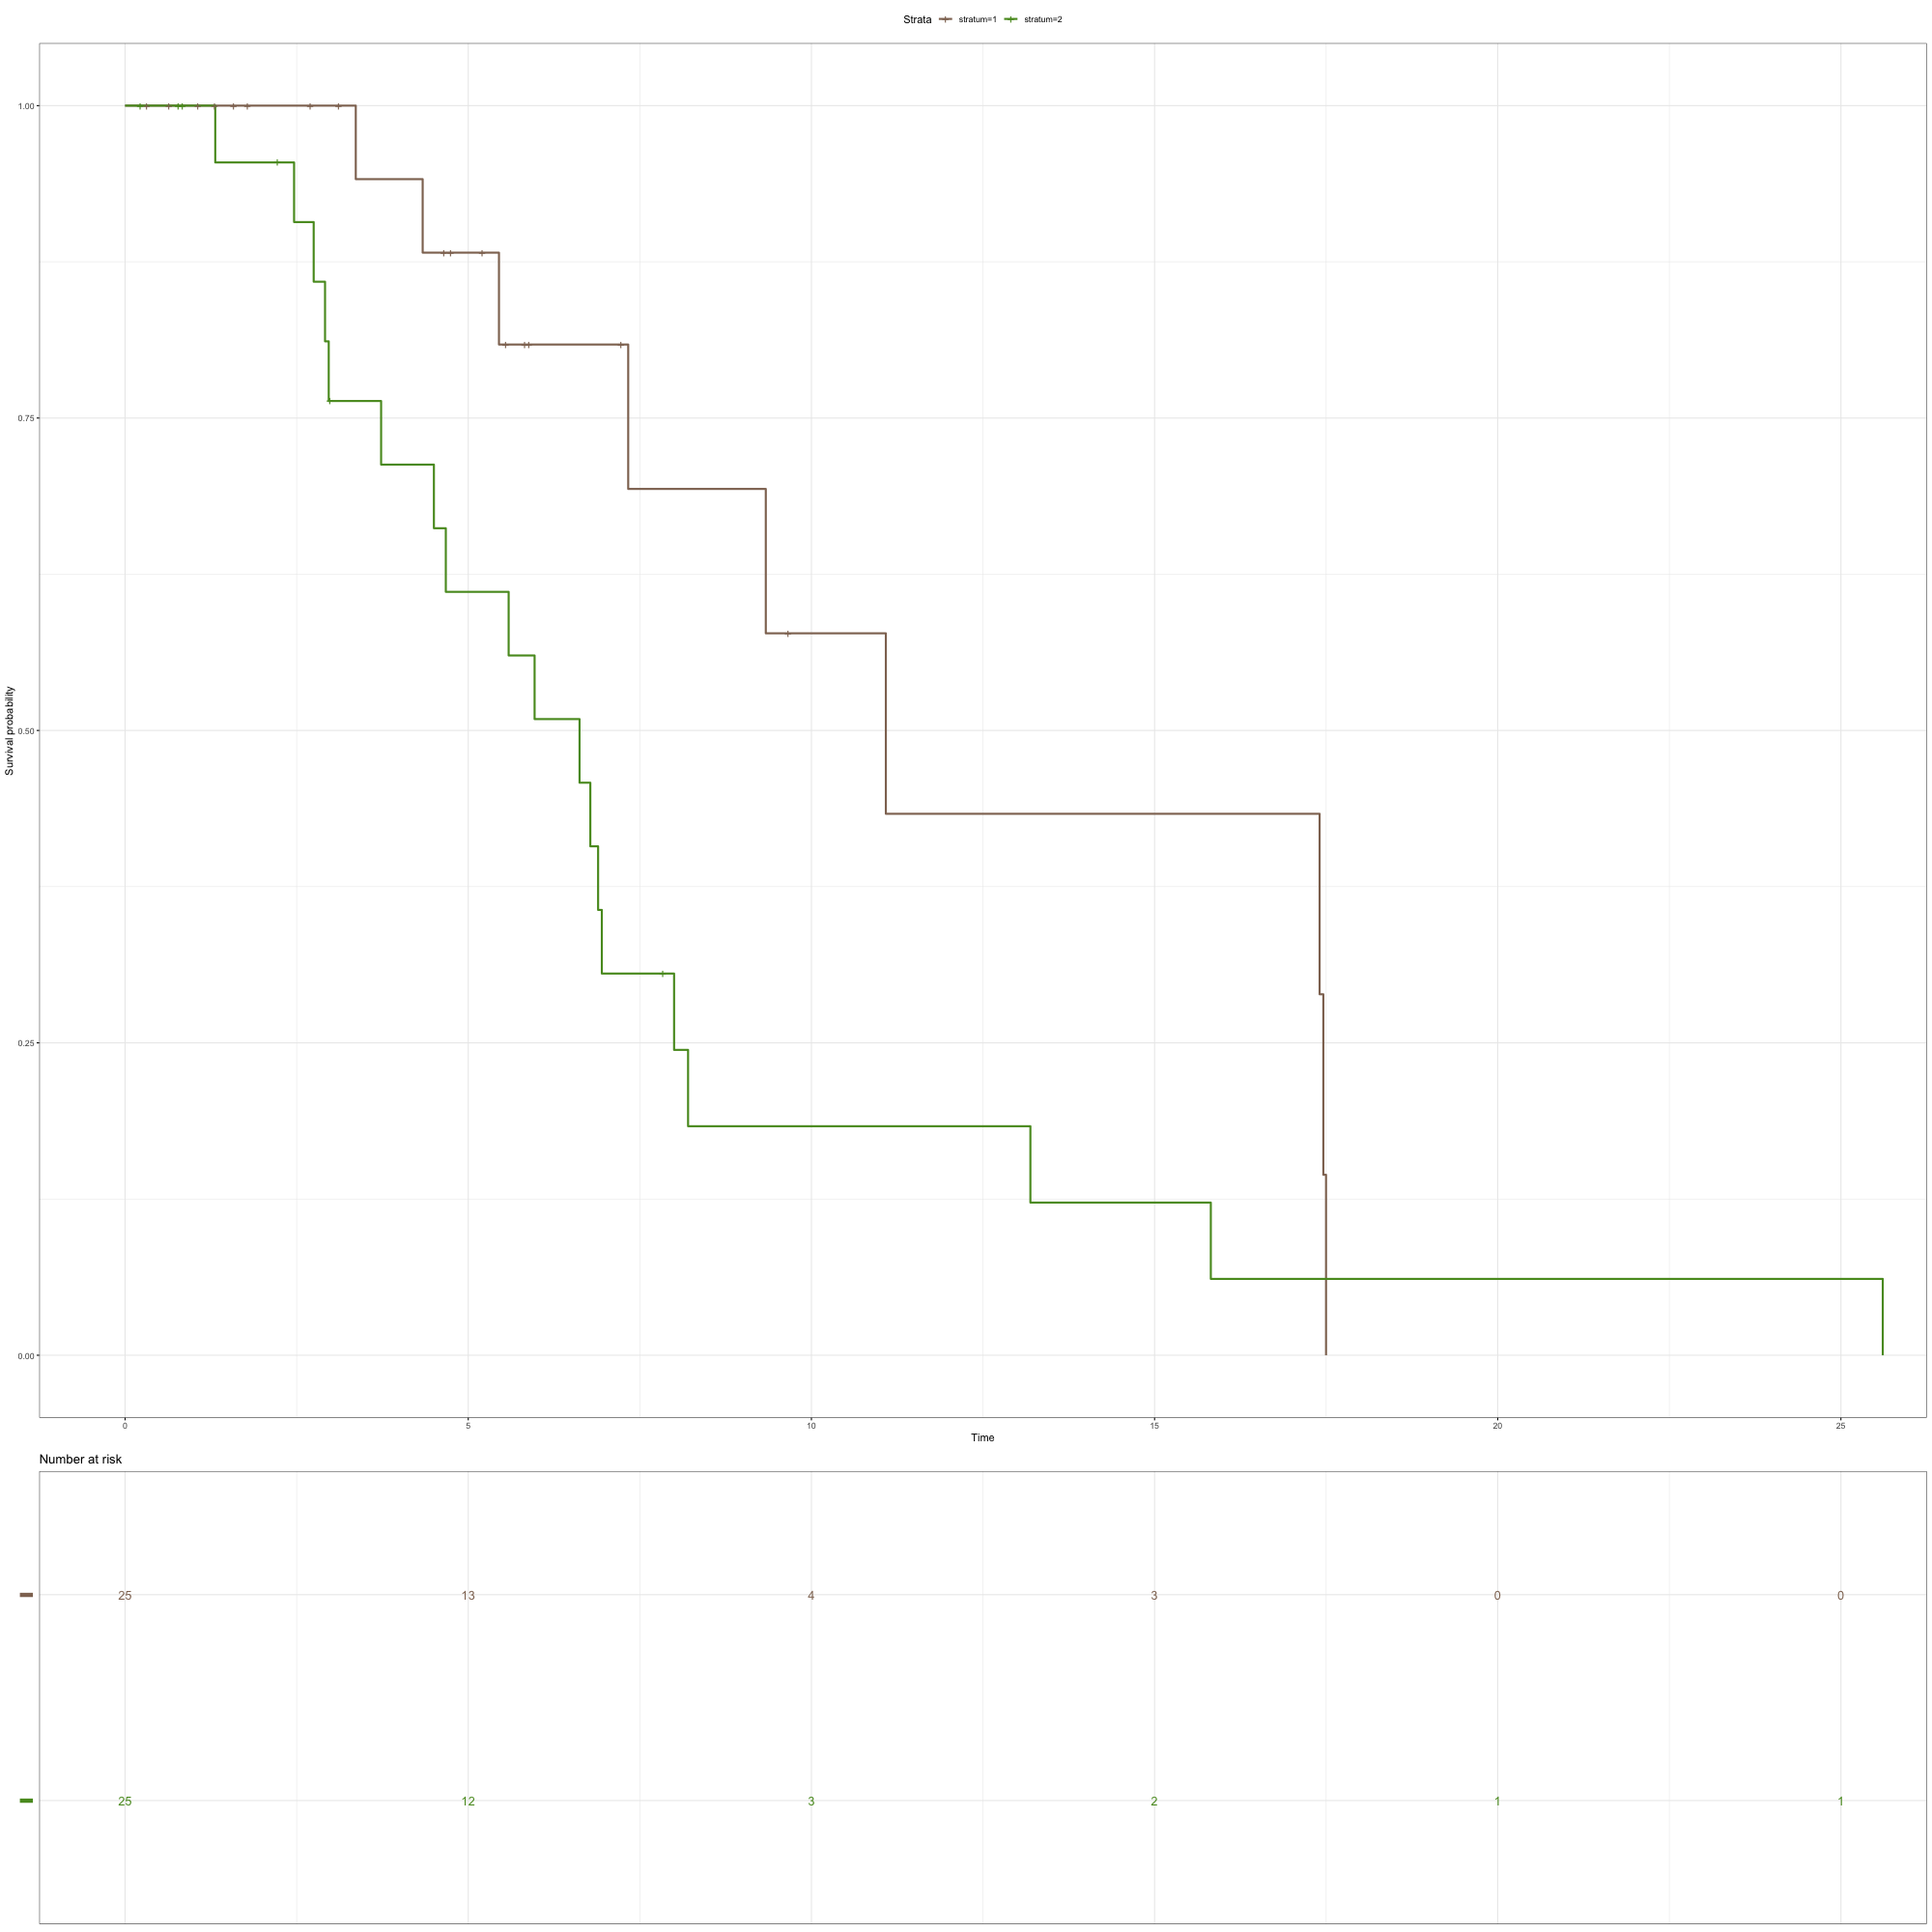 Strata stratum=1 stratum=2
1.00
0.75
0.50
0.25
0.00
Survival probability
0 5 10 15 20 25
Time
Number at risk
25 13 4 3 0 0
25 12 3 2 1 1